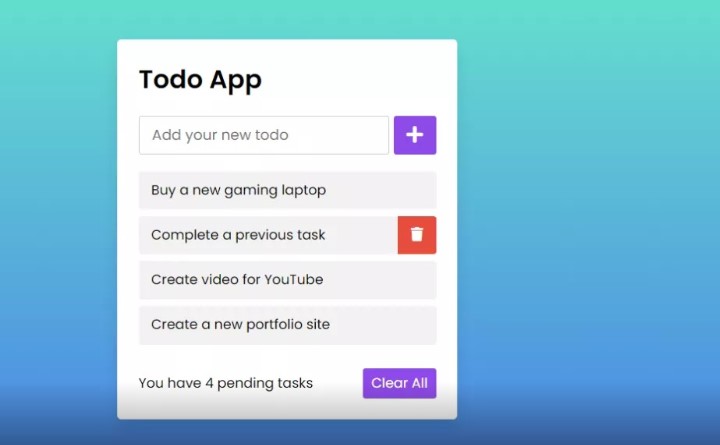 Todo App
Add your new todo
Buy a new gaming laptop
Complete a previous task
Create video for YouTube
Create a new portfolio site
You have 4 pending tasks Clear All